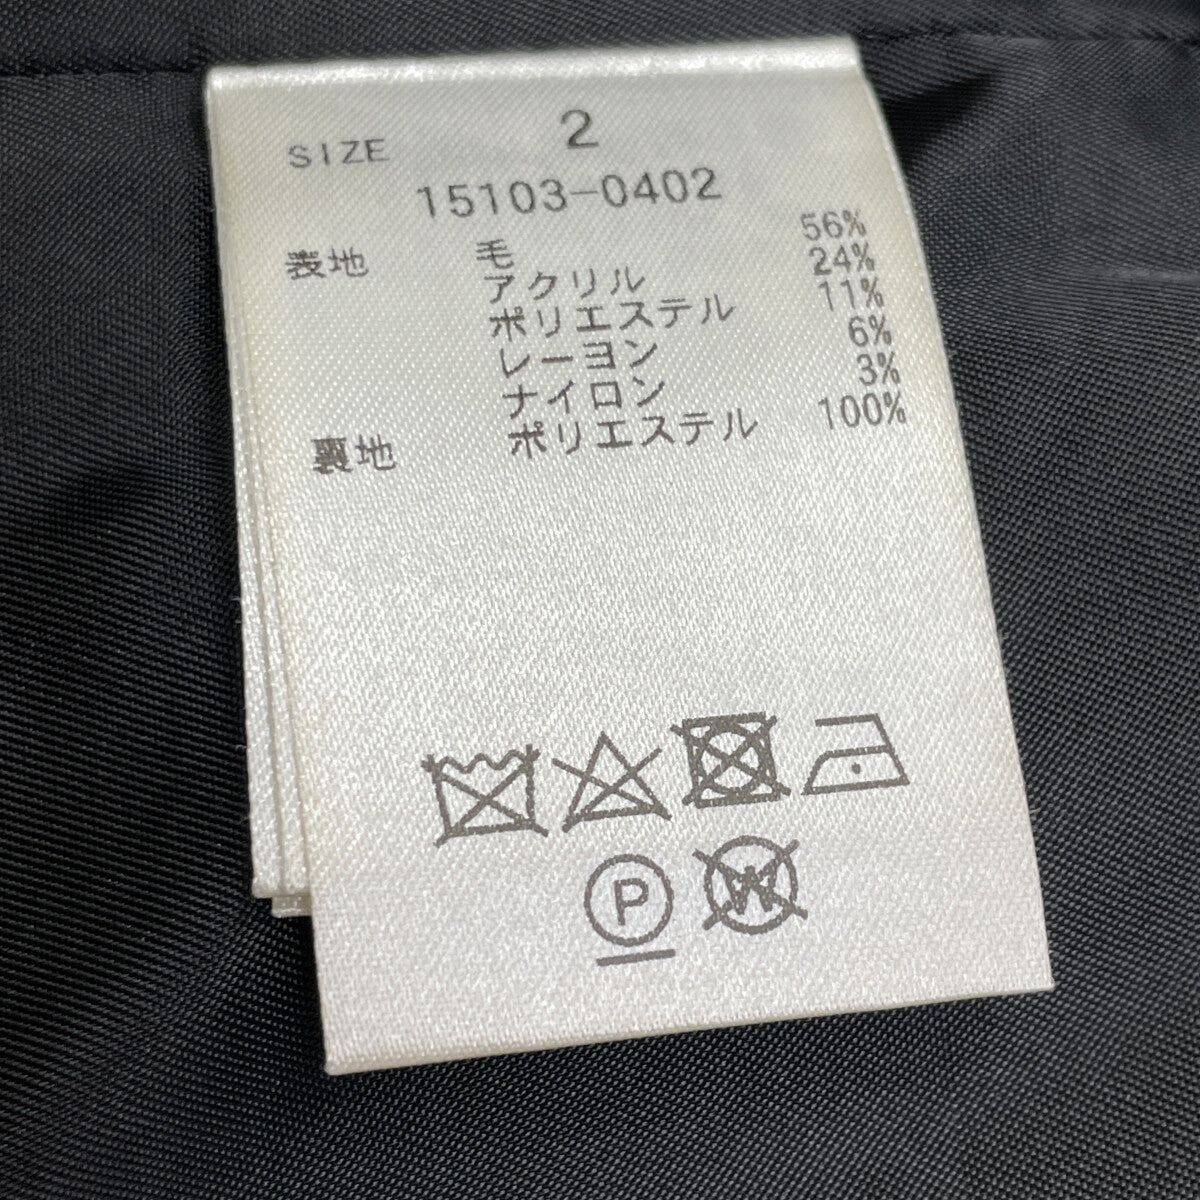 SIZE 2
15103-0402
表地 毛 56%
アクリル 24%
ポリエステル 11%
レーヨン 6%
ナイロン 3%
裏地 ポリエステル 100%
P W